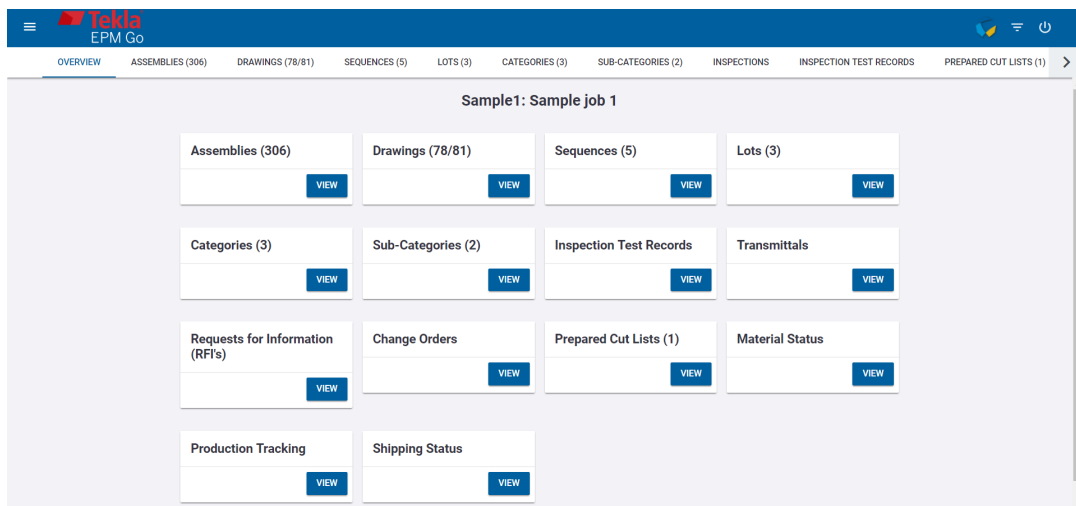 Tekla
EPM Go
OVERVIEW ASSEMBLIES (306) DRAWINGS (78/81) SEQUENCES (5) LOTS (3) CATEGORIES (3) SUB-CATEGORIES (2) INSPECTIONS INSPECTION TEST RECORDS PREPARED CUT LISTS (1)
Sample1: Sample job 1
Assemblies (306) Drawings (78/81) Sequences (5) Lots (3)
VIEW VIEW VIEW VIEW
Categories (3) Sub-Categories (2) Inspection Test Records Transmittals
VIEW VIEW VIEW VIEW
Requests for Information Change Orders Prepared Cut Lists (1) Material Status
(RFI's)
VIEW VIEW VIEW
VIEW
Production Tracking Shipping Status
VIEW VIEW